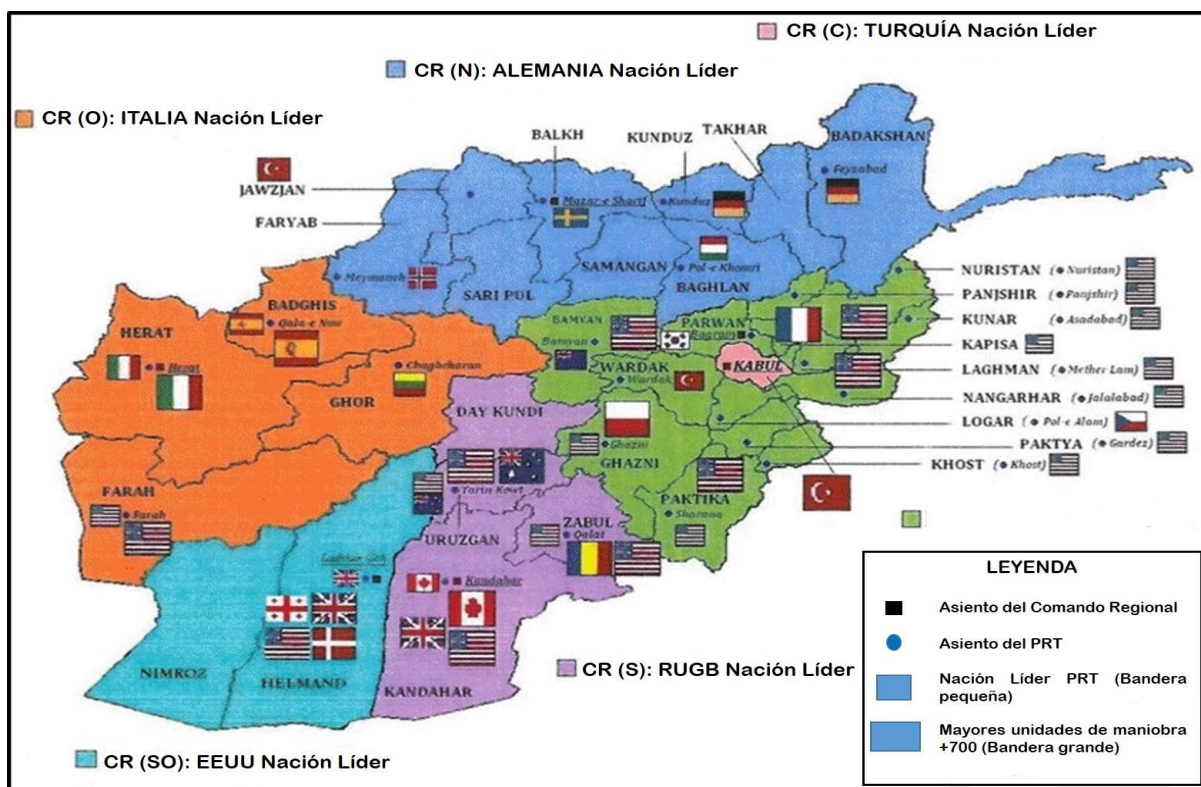 CR (C): TURQUÍA Nación Líder
CR (N): ALEMANIA Nación Líder
CR (O): ITALIA Nación Líder
BALKH
KUNDUZ
TAKHAR
BADAKSHAN
JAWZJAN
Feyzabad
FARYAB
Mazar-e Sharif
Kunduz
Meymaneh
SAMANGAN
Pol-e Khomri
SARI PUL
BAGHLAN
NURISTAN (Nuristan)
PANJSHIR (Panjshir)
KUNAR (Asadabad)
KAPISA
LAGHMAN (Mether Lam)
NANGARHAR (Jalalabad)
LOGAR (Pol-e Alam)
PAKTYA (Gardez)
KHOST (Khost)
BADGHIS
Qala-e Now
HERAT
Herat
Chaghcharan
GHOR
BAMYAN
Bamyan
PARWAN
Bagram
WARDAK
Wardak
KABUL
DAY KUNDI
Ghazni
GHAZNI
FARAH
Farah
Tarin Kowt
URUZGAN
ZABUL
Qalat
PAKTIKA
Sharana
Lashkar Gah
Kandahar
NIMROZ
HELMAND
KANDAHAR
CR (S): RUGB Nación Líder
CR (SO): EEUU Nación Líder
LEYENDA
Asiento del Comando Regional
Asiento del PRT
Nación Líder PRT (Bandera
pequeña)
Mayores unidades de maniobra
+700 (Bandera grande)